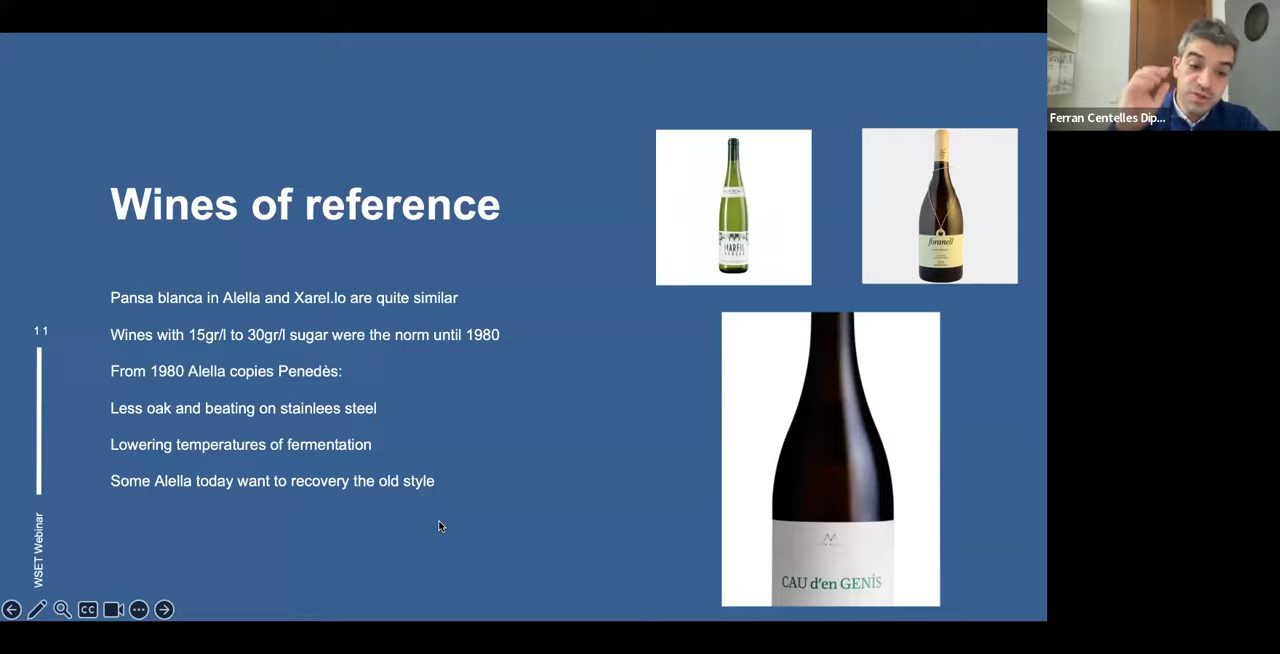 Ferran Centelles Dip...
Wines of reference
Pansa blanca in Alella and Xarel.lo are quite similar
Wines with 15gr/l to 30gr/l sugar were the norm until 1980
From 1980 Alella copies Penedès:
Less oak and beating on stainlees steel
Lowering temperatures of fermentation
Some Alella today want to recovery the old style
11
WSET Webinar
MARFIL
foranell
CAU d'en GENÍS
CC